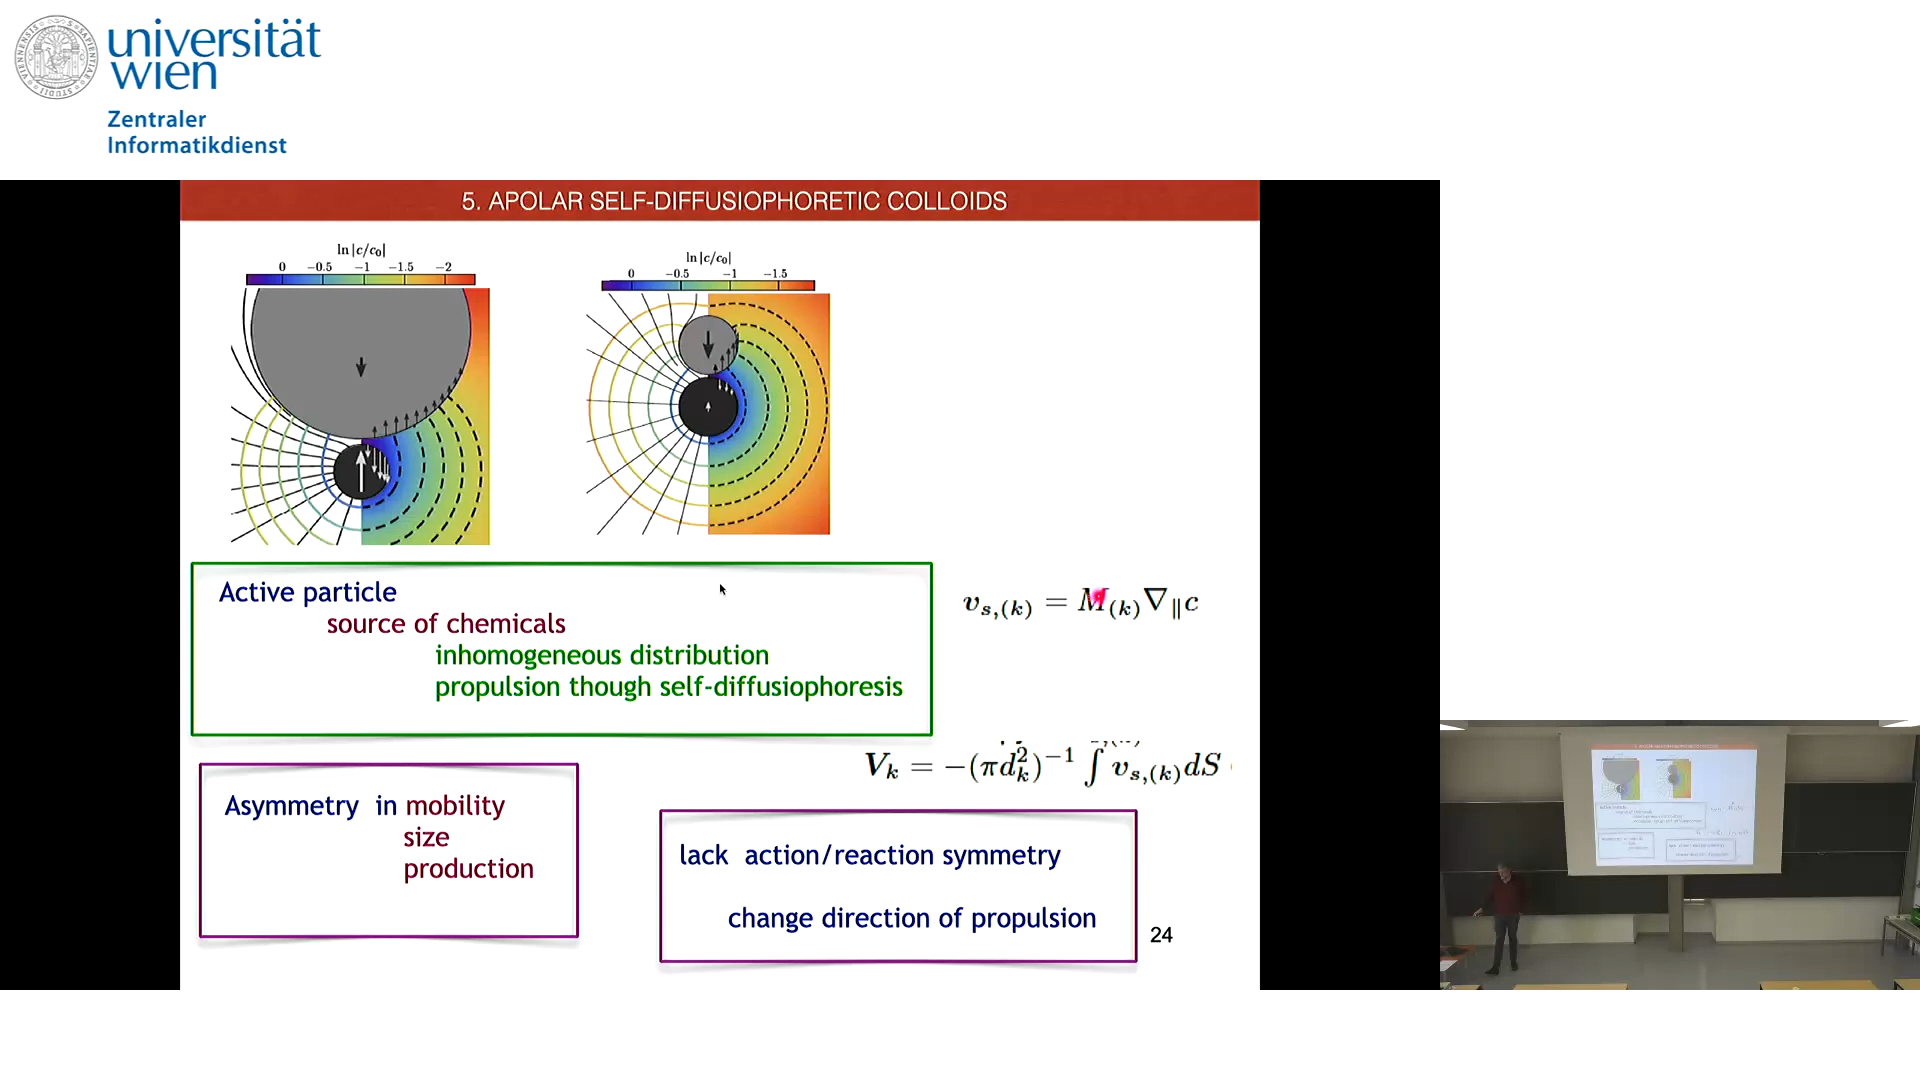 universität
wien
Zentraler
Informatikdienst
5. APOLAR SELF-DIFFUSIOPHORETIC COLLOIDS
ln|c/c₀|
0 −0.5 −1 −1.5 −2
ln|c/c₀|
0 −0.5 −1 −1.5
Active particle
source of chemicals
inhomogeneous distribution
propulsion though self-diffusiophoresis
v_{s,(k)} = M_{(k)}∇_∥c
V_k = −(πd_k²)⁻¹ ∫ v_{s,(k)}dS
Asymmetry in mobility
size
production
lack action/reaction symmetry
change direction of propulsion
24